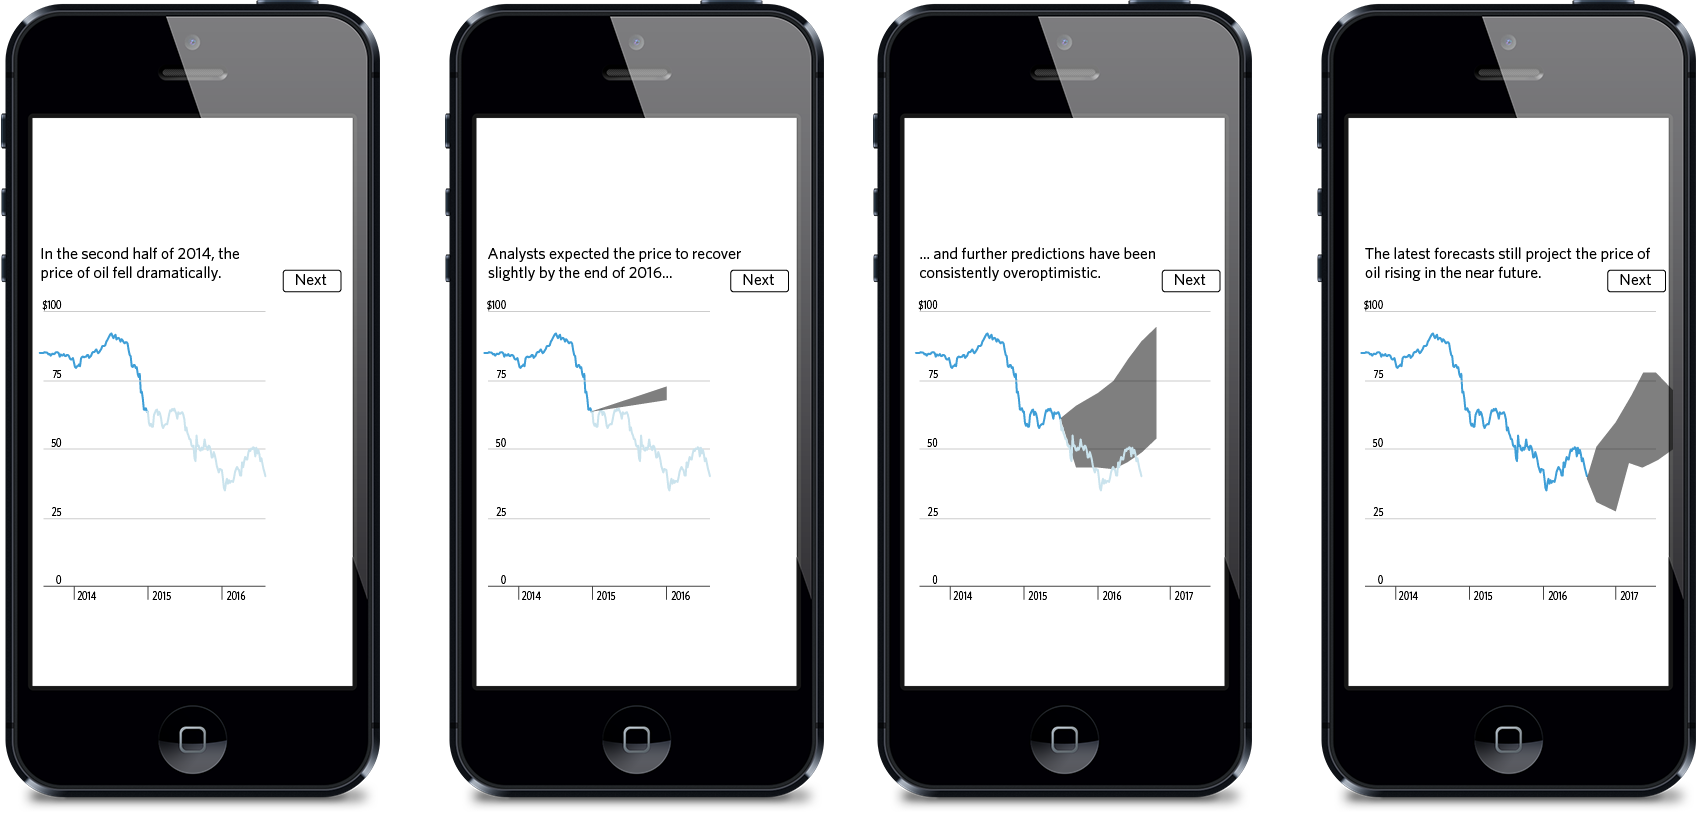 In the second half of 2014, the
price of oil fell dramatically.
Next
$100
75
50
25
0
2014 2015 2016
Analysts expected the price to recover
slightly by the end of 2016...
Next
$100
75
50
25
0
2014 2015 2016
... and further predictions have been
consistently overoptimistic.
Next
$100
75
50
25
0
2014 2015 2016 2017
The latest forecasts still project the price of
oil rising in the near future.
Next
$100
75
50
25
0
2014 2015 2016 2017